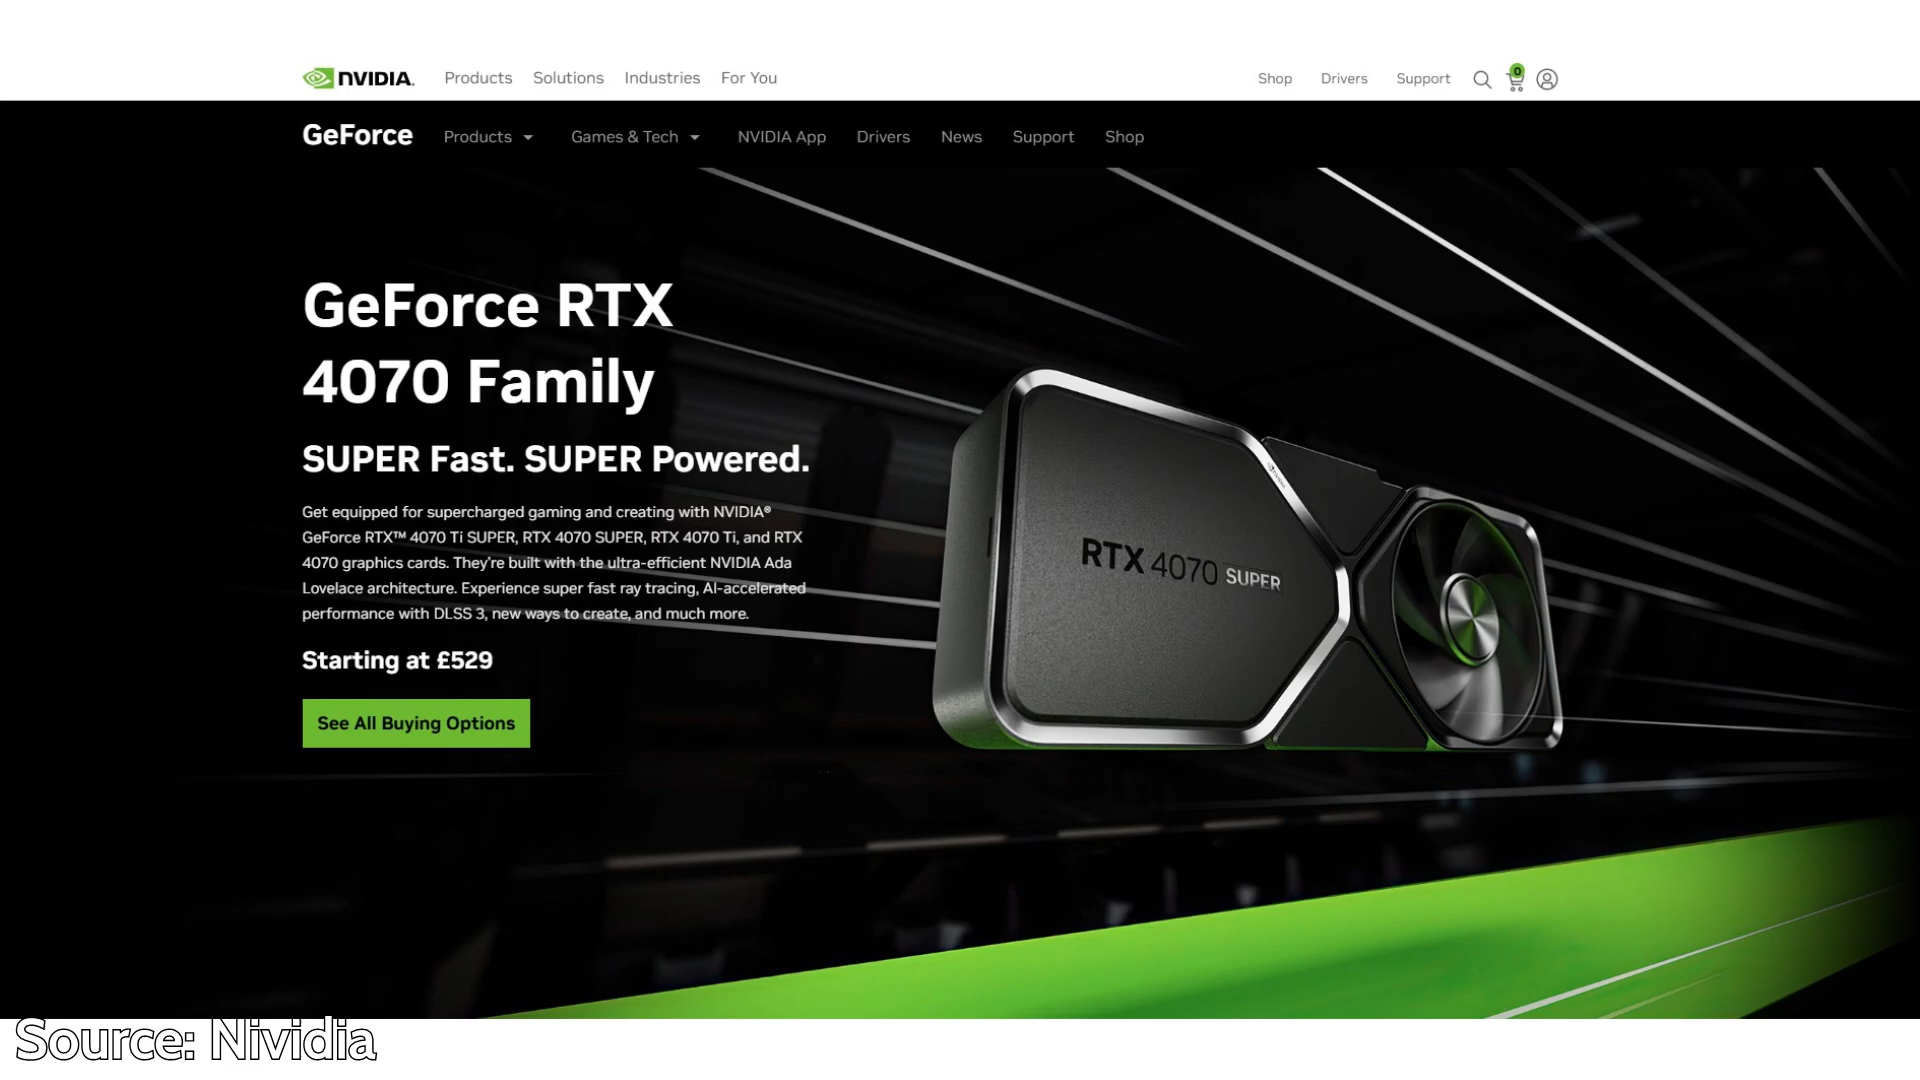 NVIDIA. Products Solutions Industries For You Shop Drivers Support 0
GeForce Products Games & Tech NVIDIA App Drivers News Support Shop
GeForce RTX
4070 Family
SUPER Fast. SUPER Powered.
Get equipped for supercharged gaming and creating with NVIDIA®
GeForce RTX™ 4070 Ti SUPER, RTX 4070 SUPER, RTX 4070 Ti, and RTX
4070 graphics cards. They’re built with the ultra-efficient NVIDIA Ada
Lovelace architecture. Experience super fast ray tracing, AI-accelerated
performance with DLSS 3, new ways to create, and much more.
Starting at £529
See All Buying Options
NVIDIA
RTX 4070 SUPER
Source: Nividia